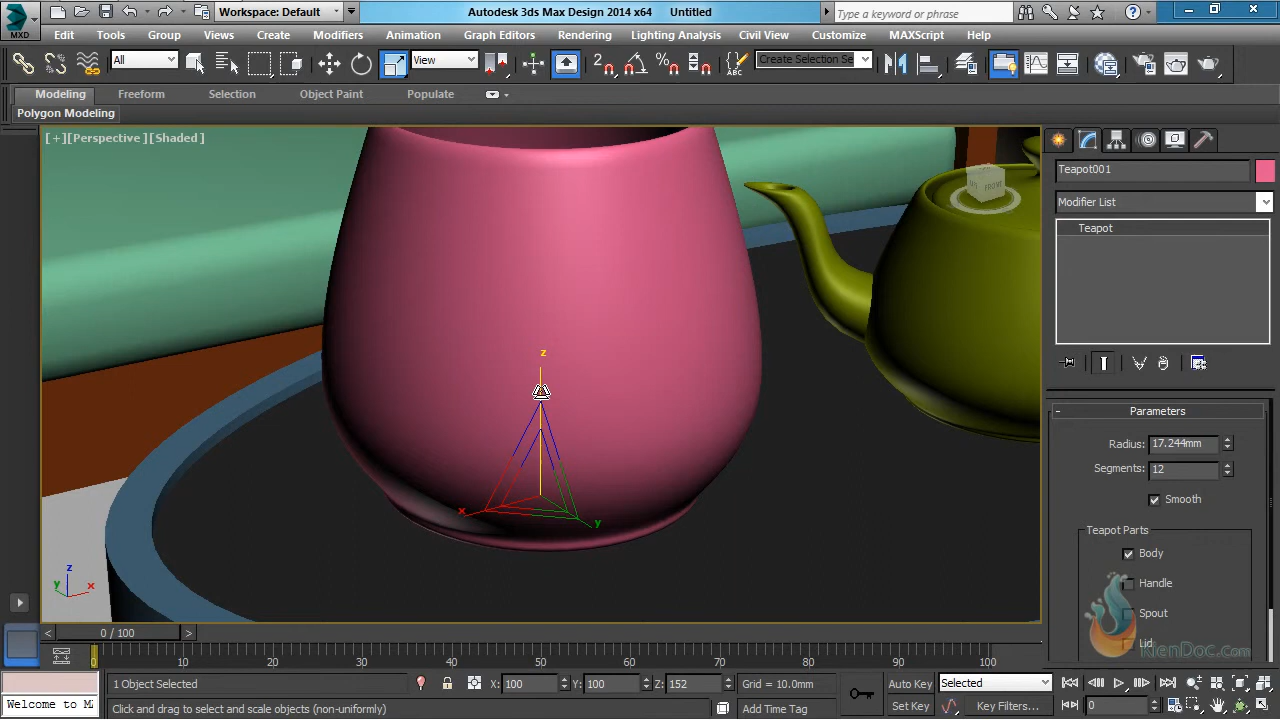 MXD
Workspace: Default
Autodesk 3ds Max Design 2014 x64 Untitled
Type a keyword or phrase
Edit Tools Group Views Create Modifiers Animation Graph Editors Rendering Lighting Analysis Civil View Customize MAXScript Help
All
View
Create Selection Se
Modeling Freeform Selection Object Paint Populate
Polygon Modeling
[+][Perspective][Shaded]
FRONT
Teapot001
Modifier List
Teapot
- Parameters
Radius: 17.244mm
Segments: 12
Smooth
Teapot Parts
Body
Handle
Spout
Lid
KienDoc.Com
z
x
y
z
y
x
< 0 / 100 >
0 10 20 30 40 50 60 70 80 90 100
1 Object Selected
X: 100 Y: 100 Z: 152
Grid = 10.0mm
Auto Key
Selected
Welcome to M
Click and drag to select and scale objects (non-uniformly)
Add Time Tag
Set Key
Key Filters...
0